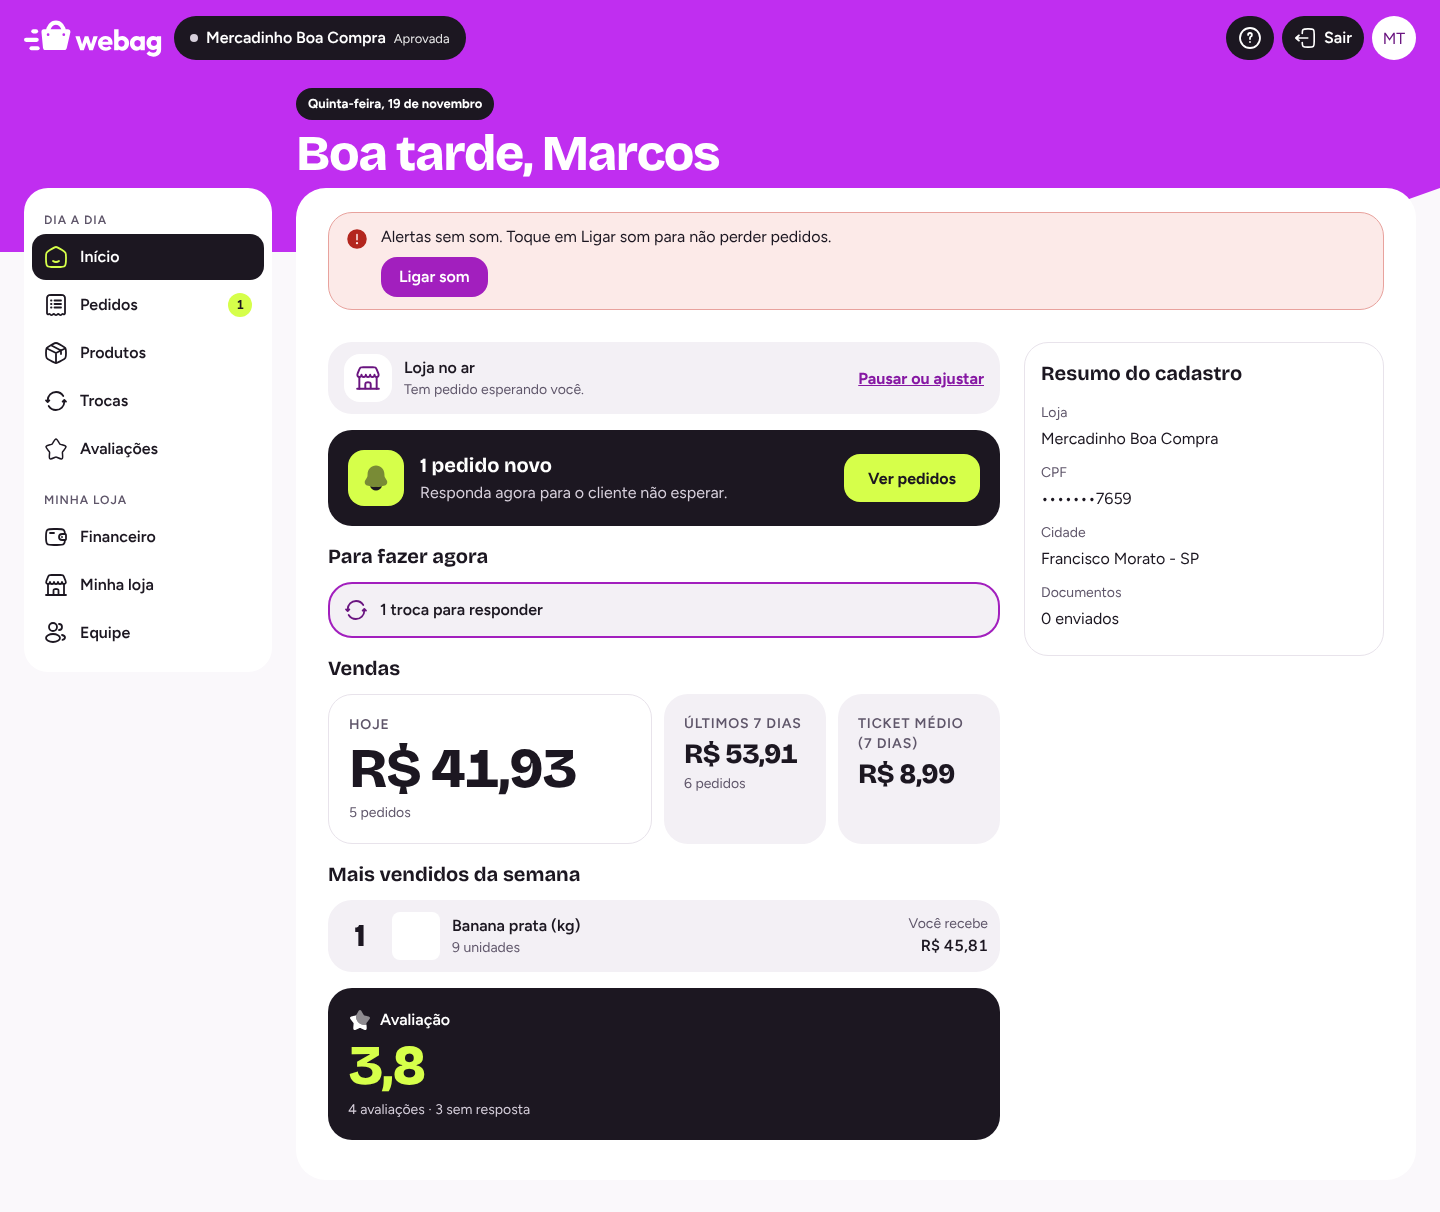 webag
Mercadinho Boa Compra Aprovada
Sair
MT
Quinta-feira, 19 de novembro
Boa tarde, Marcos
DIA A DIA
Início
Pedidos
1
Produtos
Trocas
Avaliações
MINHA LOJA
Financeiro
Minha loja
Equipe
Alertas sem som. Toque em Ligar som para não perder pedidos.
Ligar som
Loja no ar
Tem pedido esperando você.
Pausar ou ajustar
1 pedido novo
Responda agora para o cliente não esperar.
Ver pedidos
Para fazer agora
1 troca para responder
Vendas
HOJE
R$ 41,93
5 pedidos
ÚLTIMOS 7 DIAS
R$ 53,91
6 pedidos
TICKET MÉDIO
(7 DIAS)
R$ 8,99
Mais vendidos da semana
1
Banana prata (kg)
9 unidades
Você recebe
R$ 45,81
Avaliação
3,8
4 avaliações · 3 sem resposta
Resumo do cadastro
Loja
Mercadinho Boa Compra
CPF
•••••••7659
Cidade
Francisco Morato - SP
Documentos
0 enviados